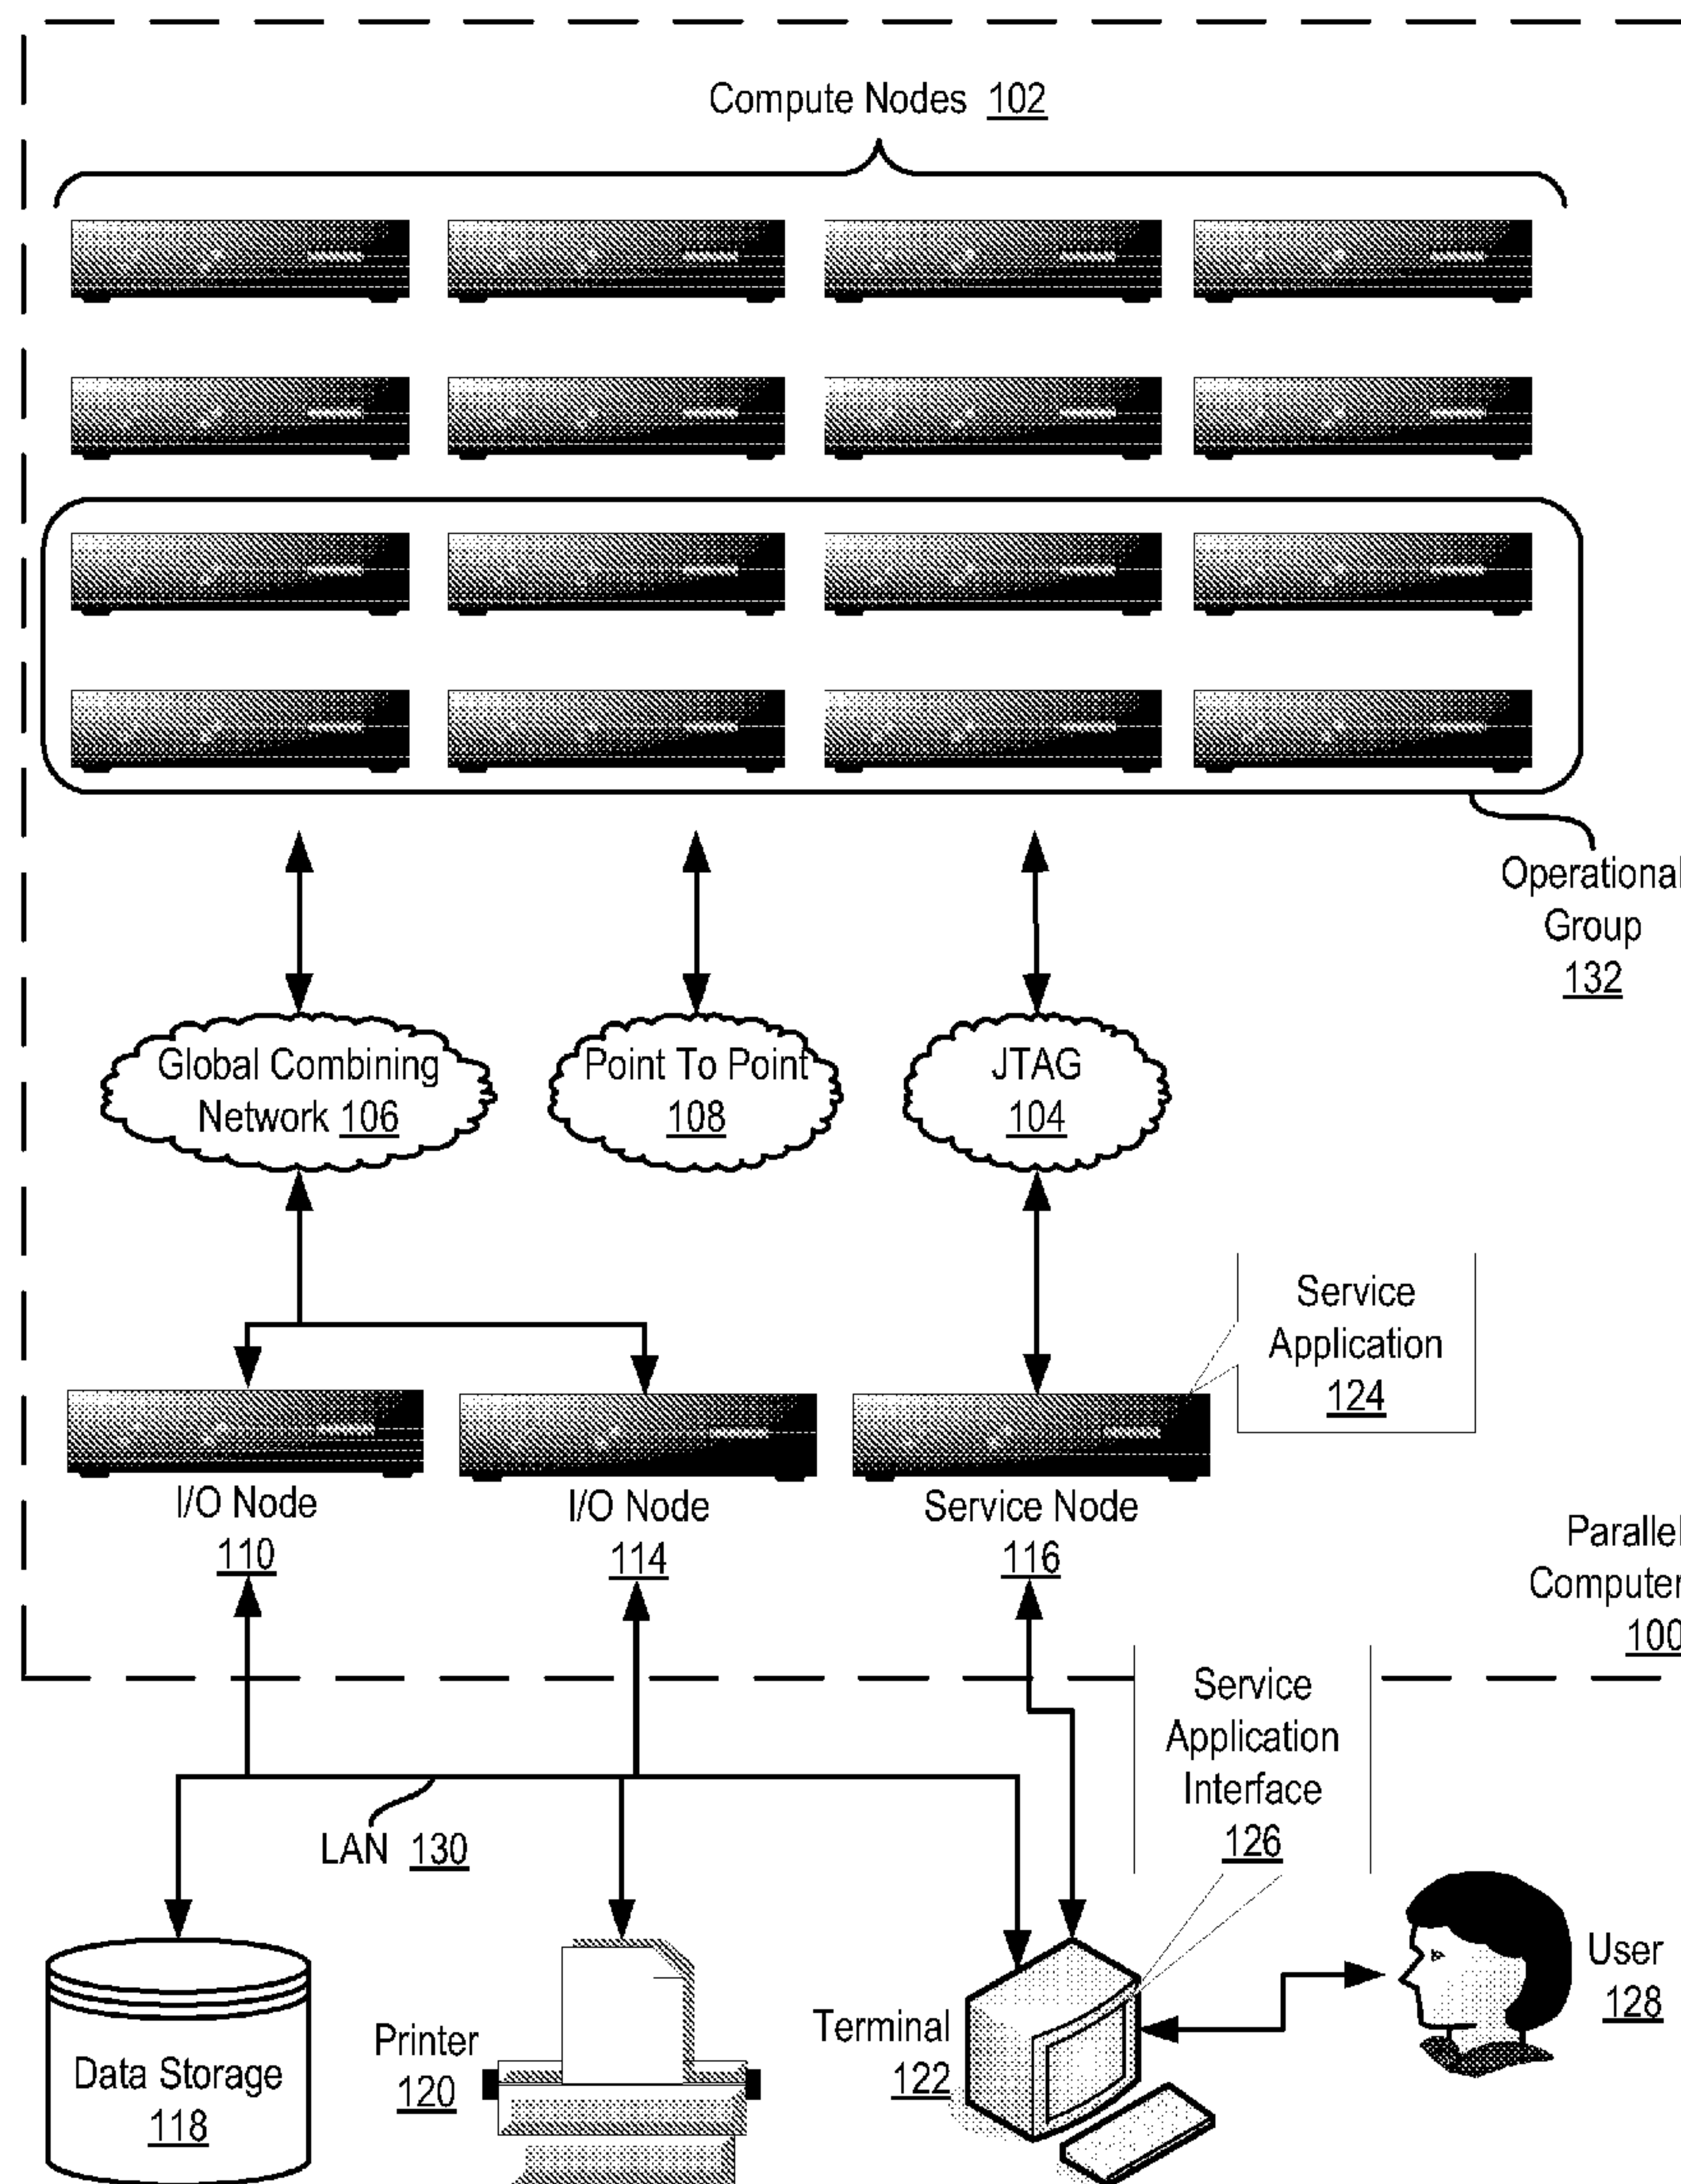 Compute Nodes 102
Operational
Group
132
Global Combining
Network 106
Point To Point
108
JTAG
104
Service
Application
124
I/O Node
110
I/O Node
114
Service Node
116
Parallel
Computer
100
Service
Application
Interface
126
LAN 130
Data Storage
118
Printer
120
Terminal
122
User
128